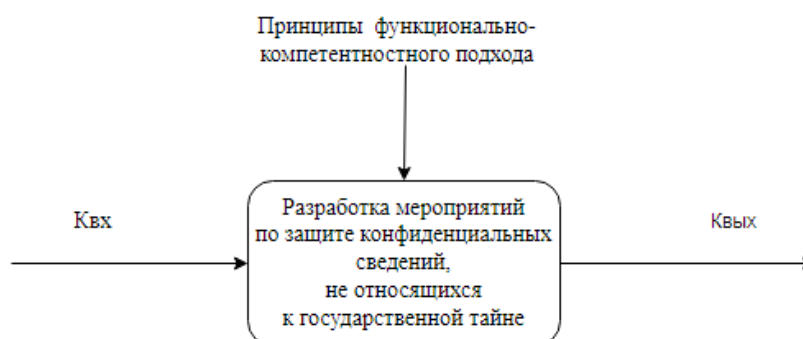 Принципы функционально-
компетентностного подхода
Квх
Разработка мероприятий
по защите конфиденциальных
сведений,
не относящихся
к государственной тайне
Квых